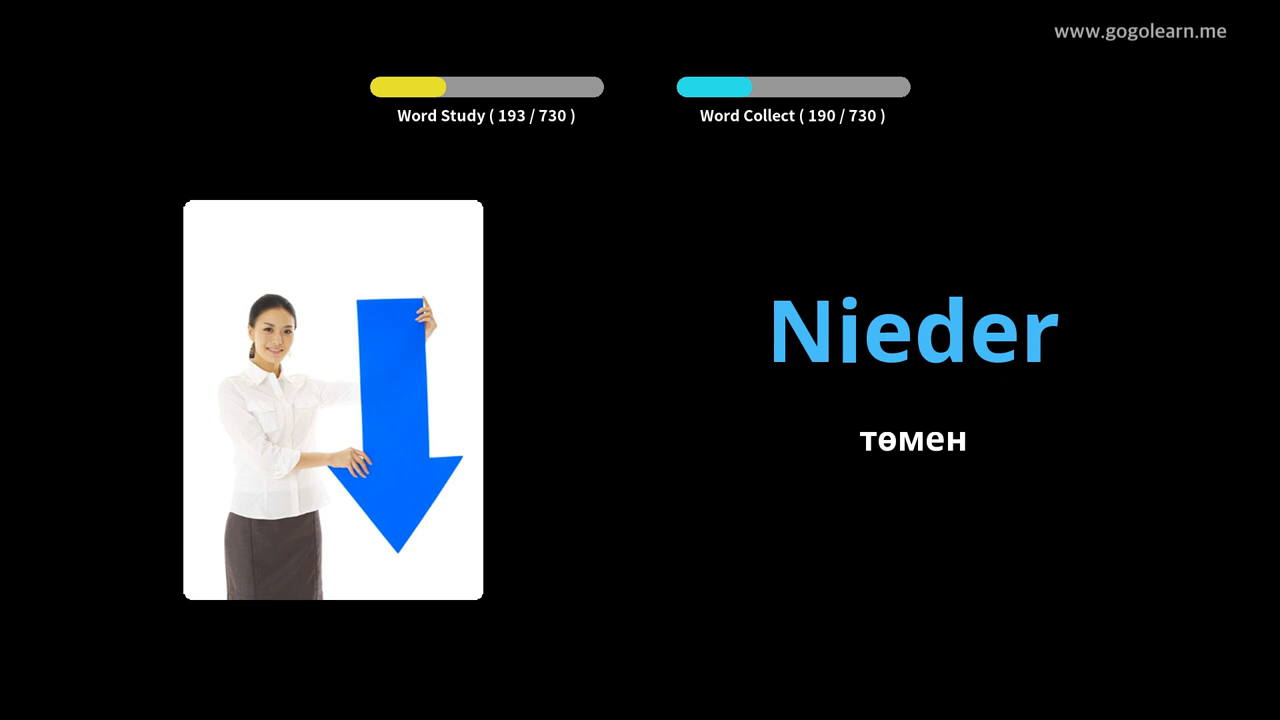 www.gogolearn.me
Word Study ( 193 / 730 )
Word Collect ( 190 / 730 )
Nieder
төмен